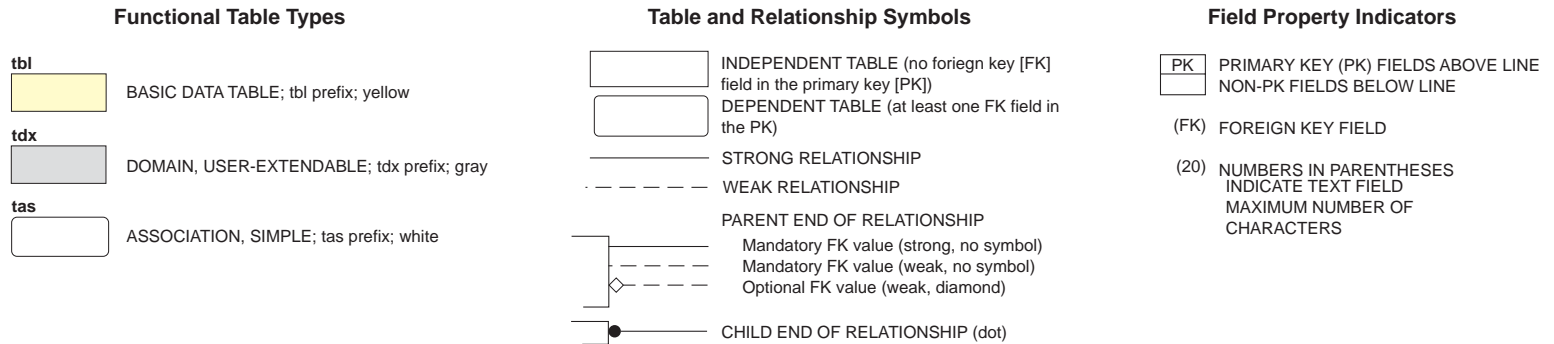 Functional Table Types
tbl
BASIC DATA TABLE; tbl prefix; yellow
tdx
DOMAIN, USER-EXTENDABLE; tdx prefix; gray
tas
ASSOCIATION, SIMPLE; tas prefix; white
Table and Relationship Symbols
INDEPENDENT TABLE (no foriegn key [FK]
field in the primary key [PK])
DEPENDENT TABLE (at least one FK field in
the PK)
STRONG RELATIONSHIP
WEAK RELATIONSHIP
PARENT END OF RELATIONSHIP
Mandatory FK value (strong, no symbol)
Mandatory FK value (weak, no symbol)
Optional FK value (weak, diamond)
CHILD END OF RELATIONSHIP (dot)
Field Property Indicators
PK PRIMARY KEY (PK) FIELDS ABOVE LINE
NON-PK FIELDS BELOW LINE
(FK) FOREIGN KEY FIELD
(20) NUMBERS IN PARENTHESES
INDICATE TEXT FIELD
MAXIMUM NUMBER OF
CHARACTERS